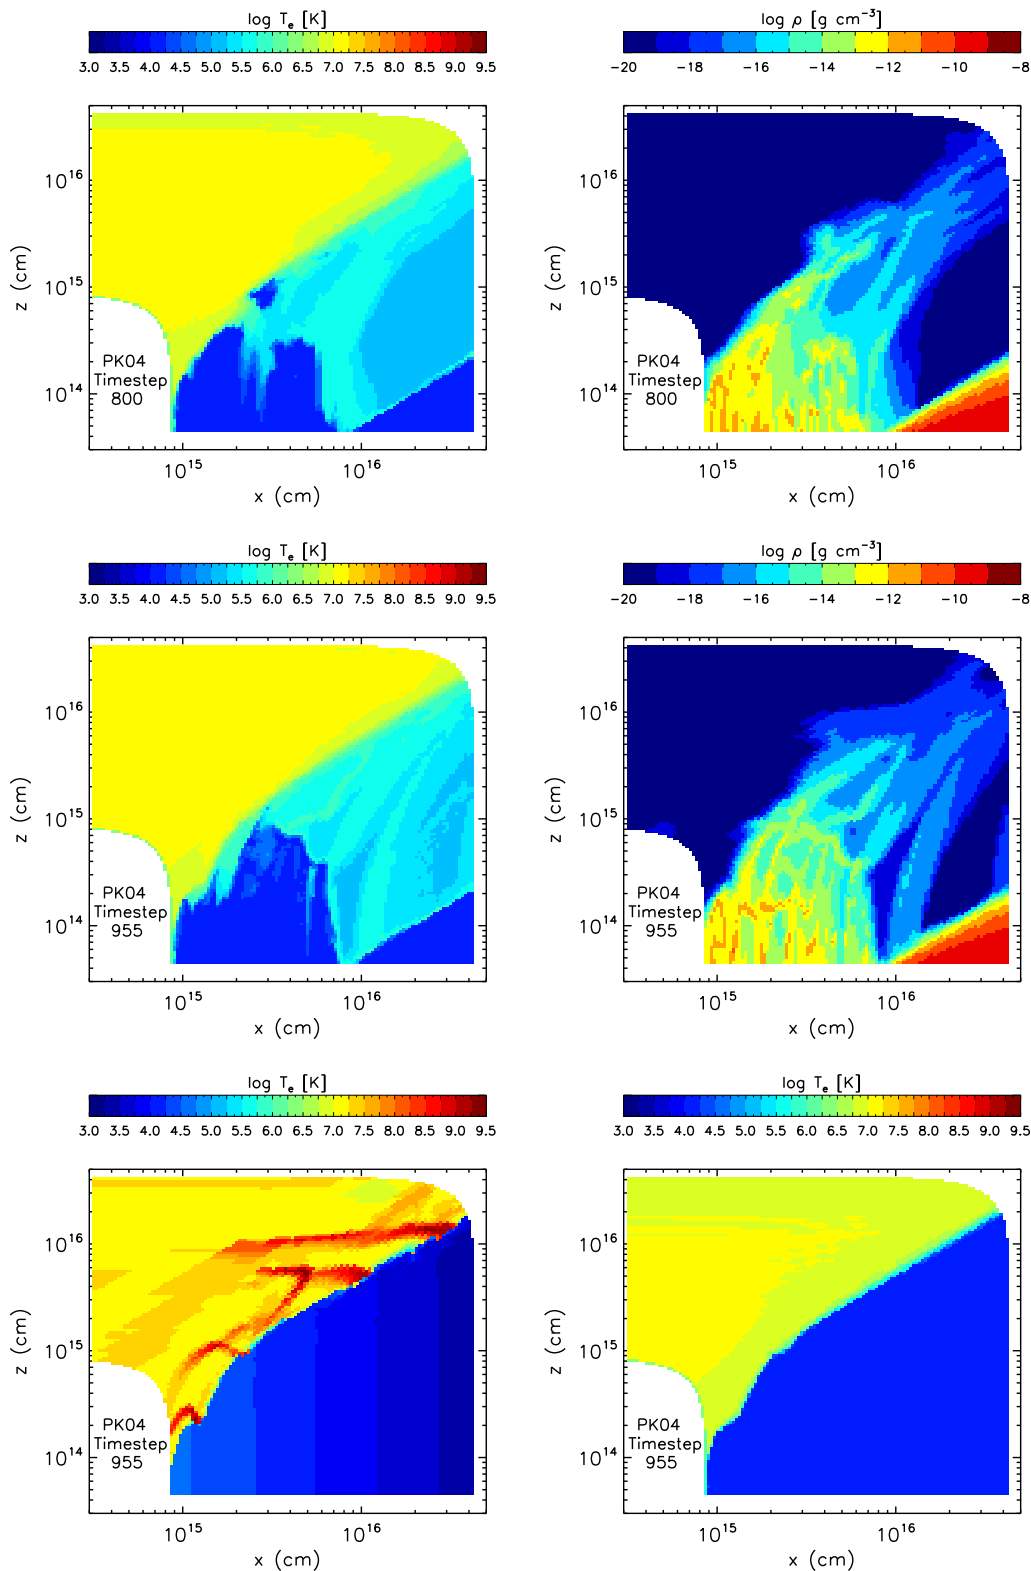 log Tₑ [K]
3.0 3.5 4.0 4.5 5.0 5.5 6.0 6.5 7.0 7.5 8.0 8.5 9.0 9.5
log ρ [g cm⁻³]
−20 −18 −16 −14 −12 −10 −8
z (cm)
10¹⁶
10¹⁵
10¹⁴
PK04
Timestep
800
10¹⁵ 10¹⁶
x (cm)
z (cm)
10¹⁶
10¹⁵
10¹⁴
PK04
Timestep
800
10¹⁵ 10¹⁶
x (cm)
log Tₑ [K]
3.0 3.5 4.0 4.5 5.0 5.5 6.0 6.5 7.0 7.5 8.0 8.5 9.0 9.5
log ρ [g cm⁻³]
−20 −18 −16 −14 −12 −10 −8
z (cm)
10¹⁶
10¹⁵
10¹⁴
PK04
Timestep
955
10¹⁵ 10¹⁶
x (cm)
z (cm)
10¹⁶
10¹⁵
10¹⁴
PK04
Timestep
955
10¹⁵ 10¹⁶
x (cm)
log Tₑ [K]
3.0 3.5 4.0 4.5 5.0 5.5 6.0 6.5 7.0 7.5 8.0 8.5 9.0 9.5
log Tₑ [K]
3.0 3.5 4.0 4.5 5.0 5.5 6.0 6.5 7.0 7.5 8.0 8.5 9.0 9.5
z (cm)
10¹⁶
10¹⁵
10¹⁴
PK04
Timestep
955
10¹⁵ 10¹⁶
x (cm)
z (cm)
10¹⁶
10¹⁵
10¹⁴
PK04
Timestep
955
10¹⁵ 10¹⁶
x (cm)